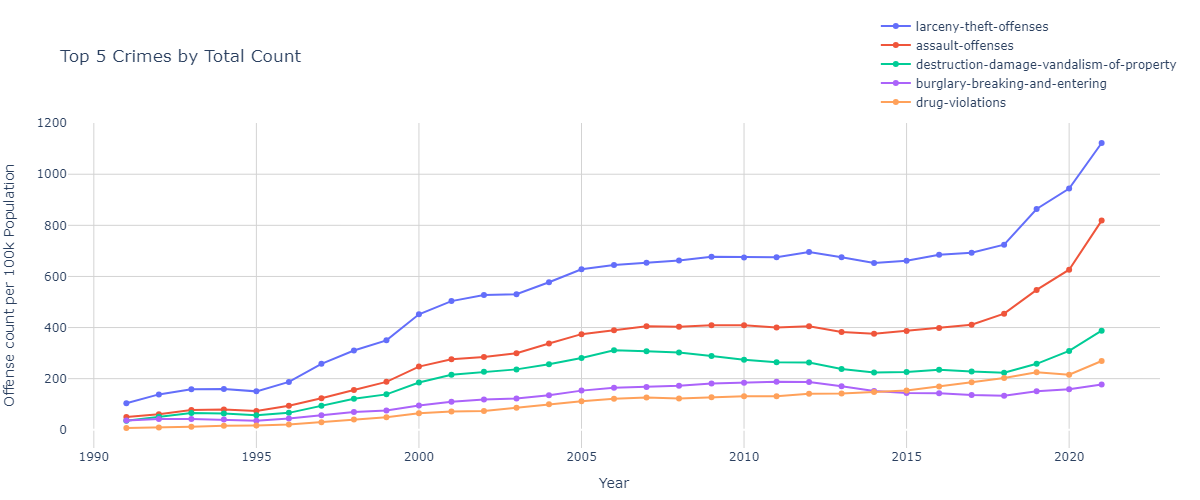 Top 5 Crimes by Total Count
larceny-theft-offenses
assault-offenses
destruction-damage-vandalism-of-property
burglary-breaking-and-entering
drug-violations
Offense count per 100k Population
1200
1000
800
600
400
200
0
1990
1995
2000
2005
2010
2015
2020
Year